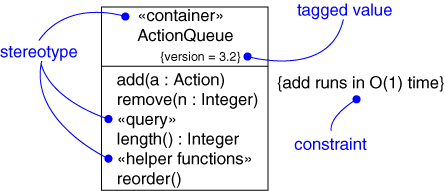 «container»
tagged value
ActionQueue
stereotype
{version = 3.2}
add(a : Action)
{add runs in O(1) time}
remove(n : Integer)
«query»
length() : Integer
constraint
«helper functions»
reorder()